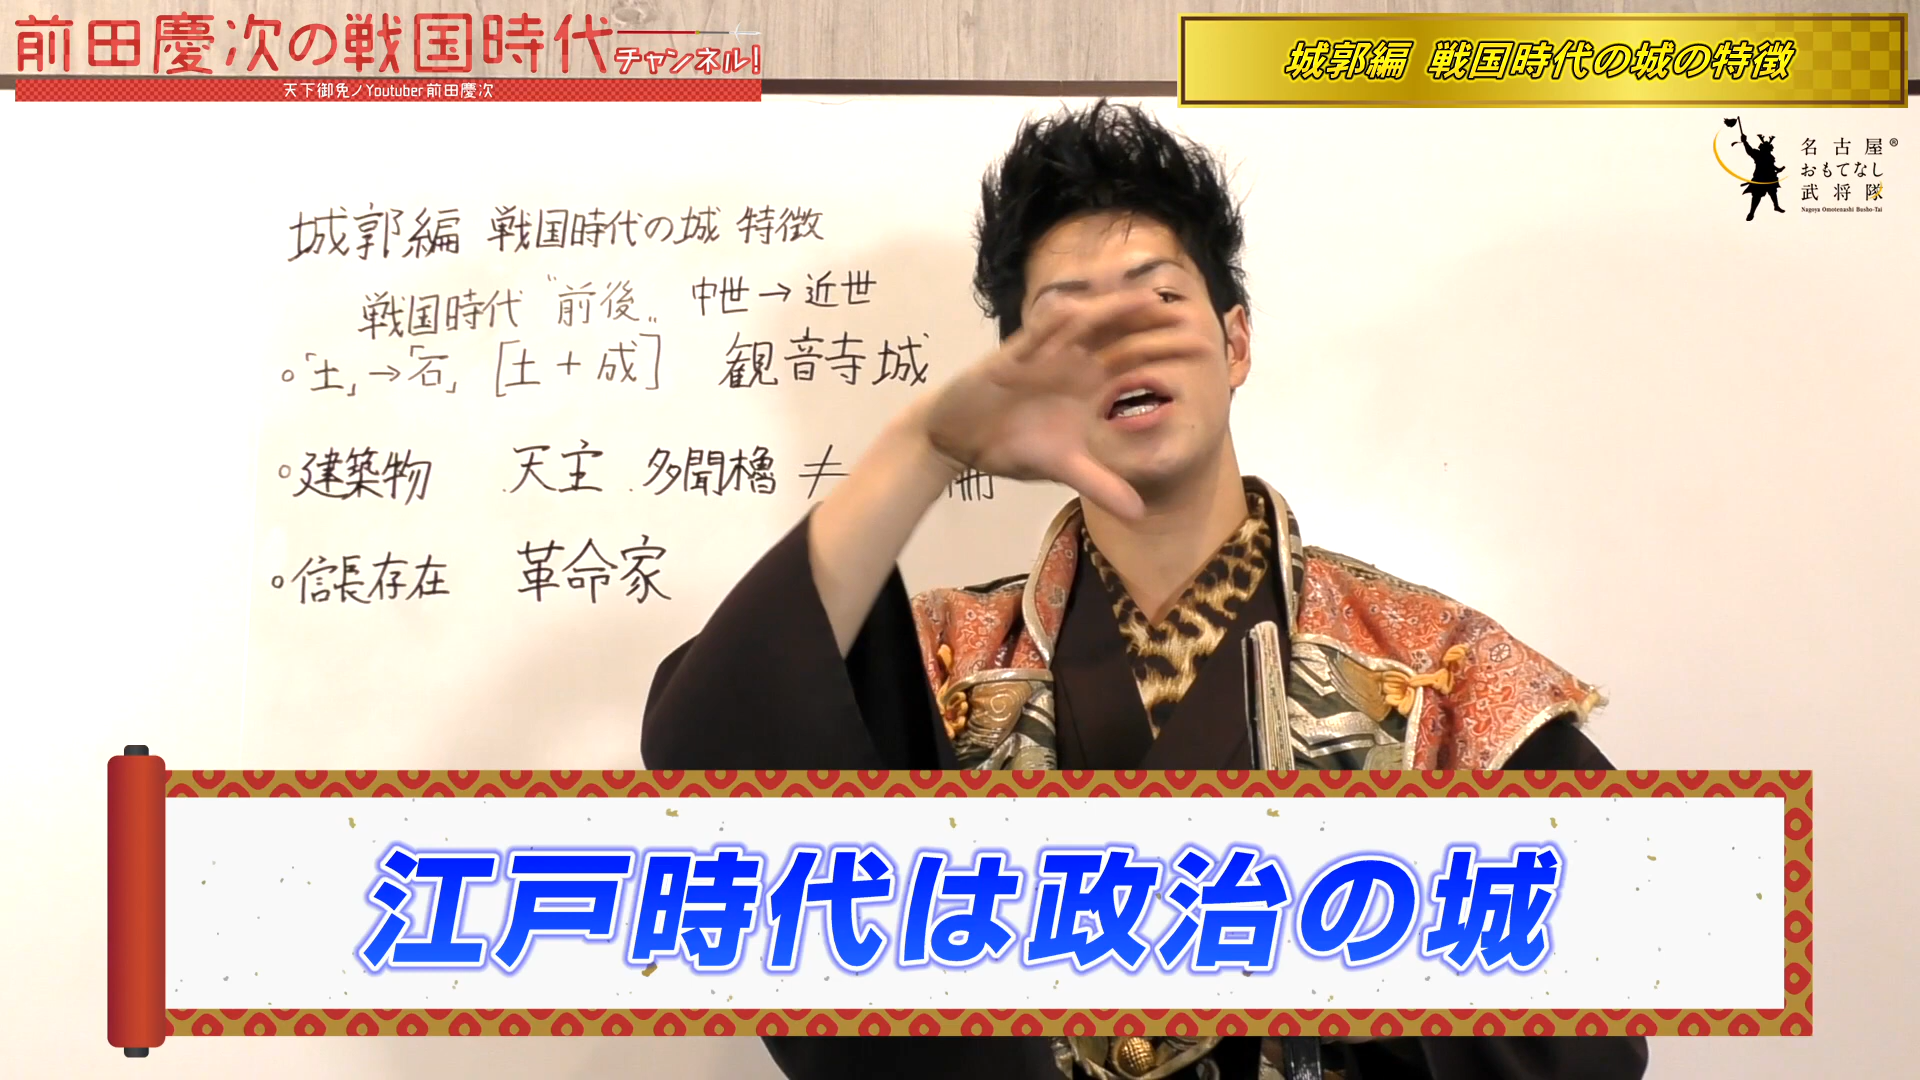 前田慶次の戦国時代チャンネル!
天下御免ノYoutuber前田慶次
城郭編 戦国時代の城の特徴
名古屋®
おもてなし
武将隊
Nagoya Omotenashi Busho-Tai
城郭編 戦国時代の城 特徴
戦国時代〝前後〟 中世→近世
。「土」→「石」 [土+成] 観音寺城
。建築物 天主 多聞櫓 ≠ 柵
。信長存在 革命家
江戸時代は政治の城